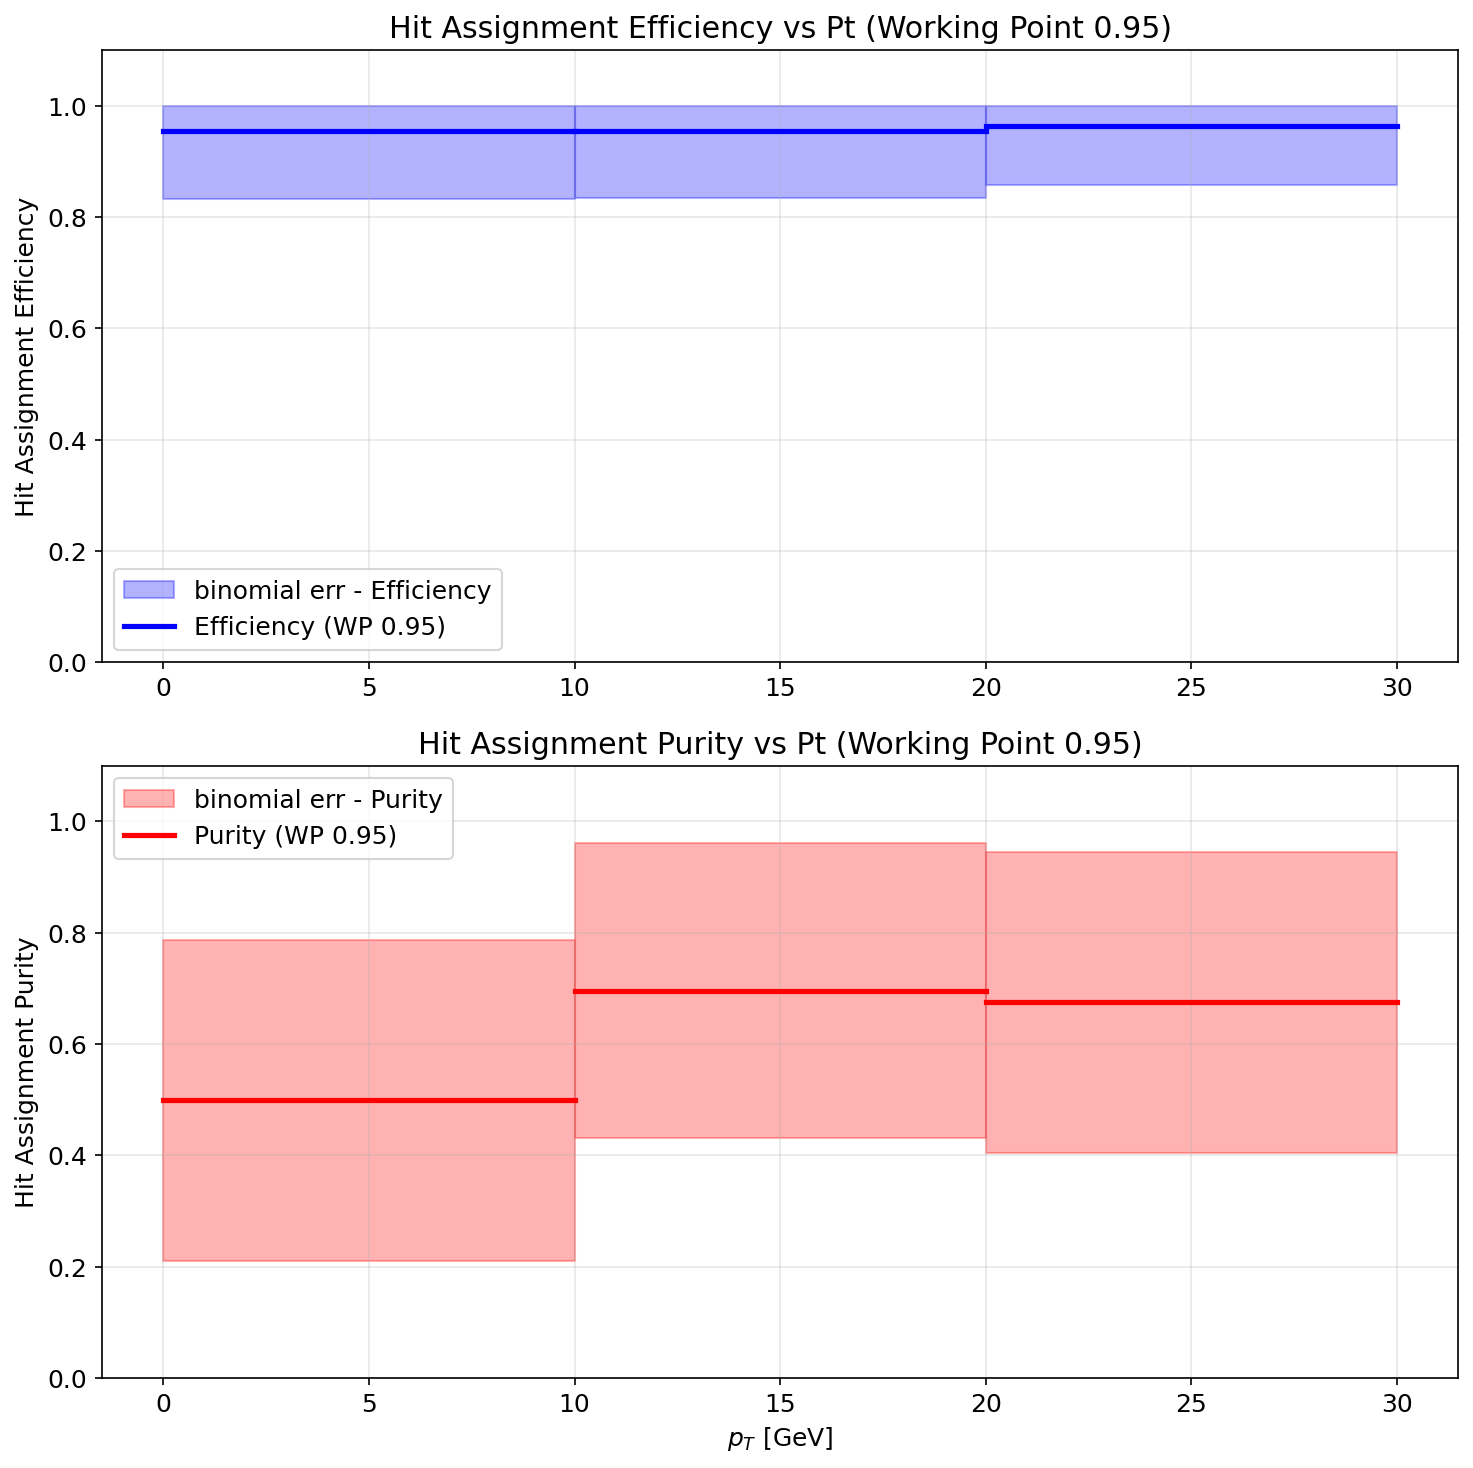 Hit Assignment Efficiency vs Pt (Working Point 0.95)
Hit Assignment Efficiency
1.0
0.8
0.6
0.4
0.2
0.0
binomial err - Efficiency
Efficiency (WP 0.95)
0 5 10 15 20 25 30
Hit Assignment Purity vs Pt (Working Point 0.95)
Hit Assignment Purity
binomial err - Purity
Purity (WP 0.95)
1.0
0.8
0.6
0.4
0.2
0.0
0 5 10 15 20 25 30
p_T [GeV]